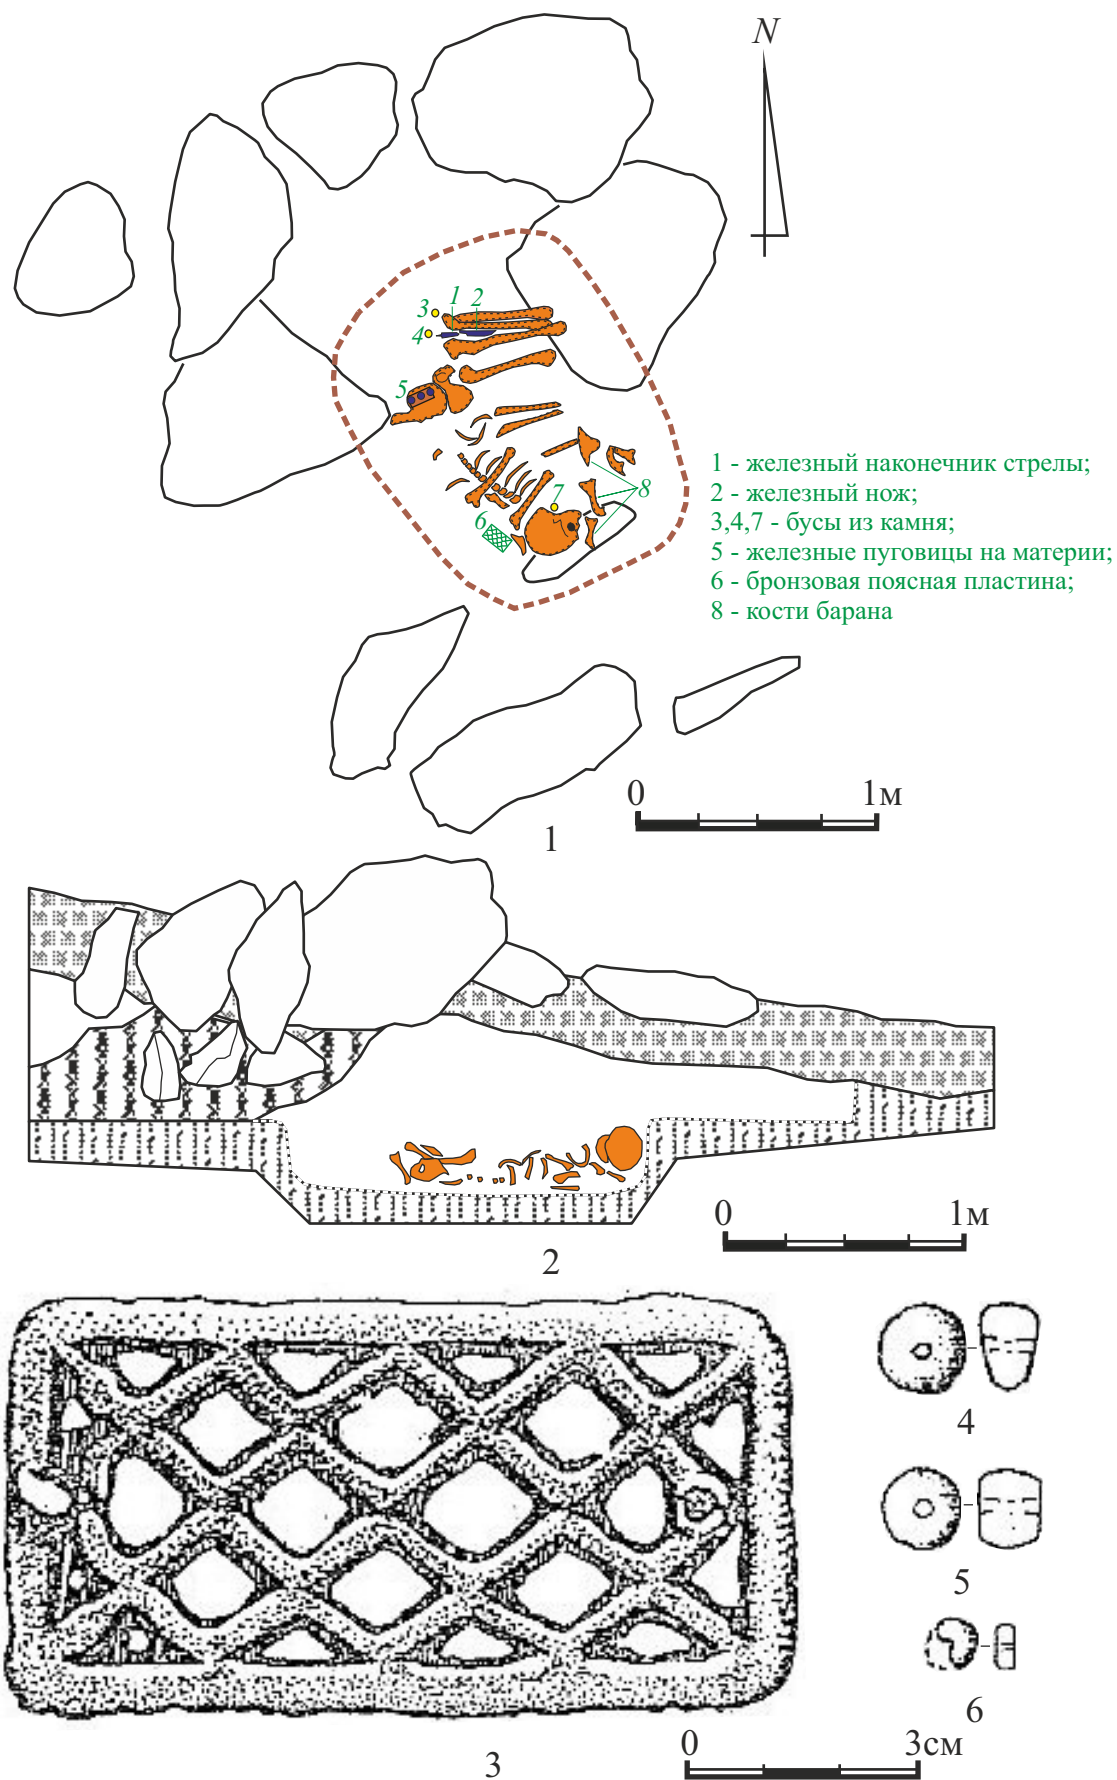 N
3
1
2
4
5
7
8
6
1 - железный наконечник стрелы;
2 - железный нож;
3,4,7 - бусы из камня;
5 - железные пуговицы на материи;
6 - бронзовая поясная пластина;
8 - кости барана
0 1м
1
0 1м
2
4
5
6
0 3см
3